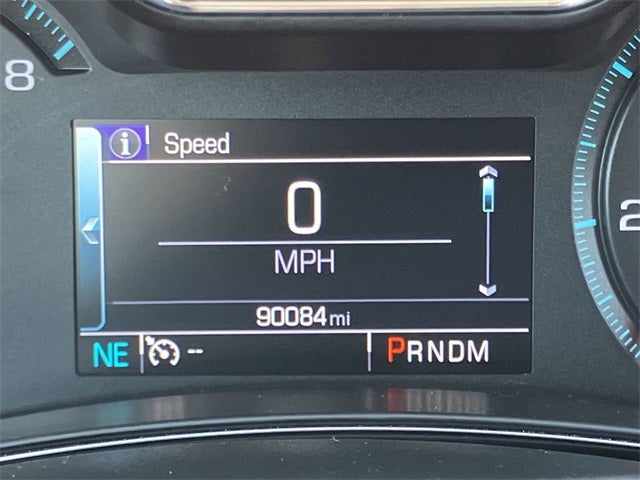 8
i Speed
0
MPH
2
90084 mi
NE -- PRNDM